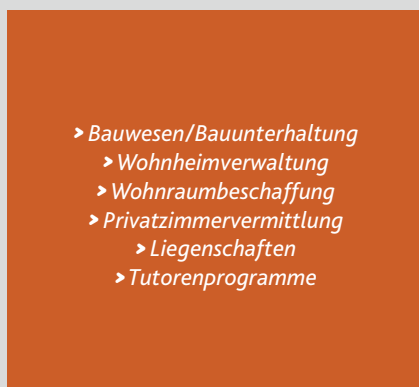 > Bauwesen/Bauunterhaltung
> Wohnheimverwaltung
> Wohnraumbeschaffung
> Privatzimmervermittlung
> Liegenschaften
> Tutorenprogramme